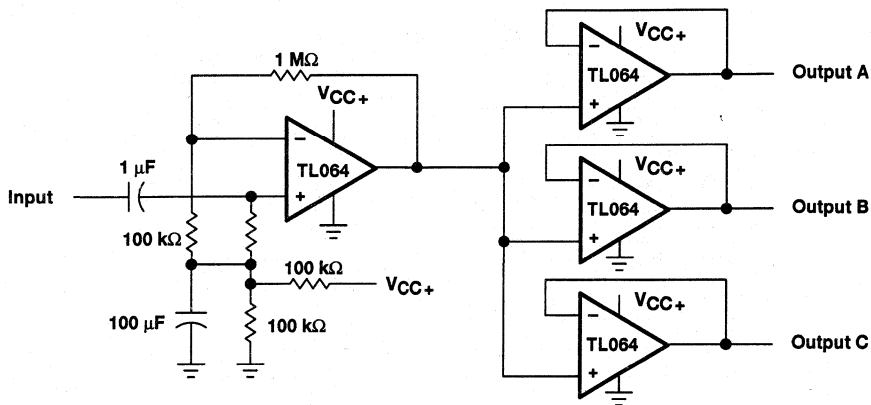 1 MΩ
VCC+
−
TL064
+
1 μF
Input
100 kΩ
100 kΩ
VCC+
100 μF
100 kΩ
VCC+
−
TL064
+
Output A
VCC+
−
TL064
+
Output B
VCC+
−
TL064
+
Output C